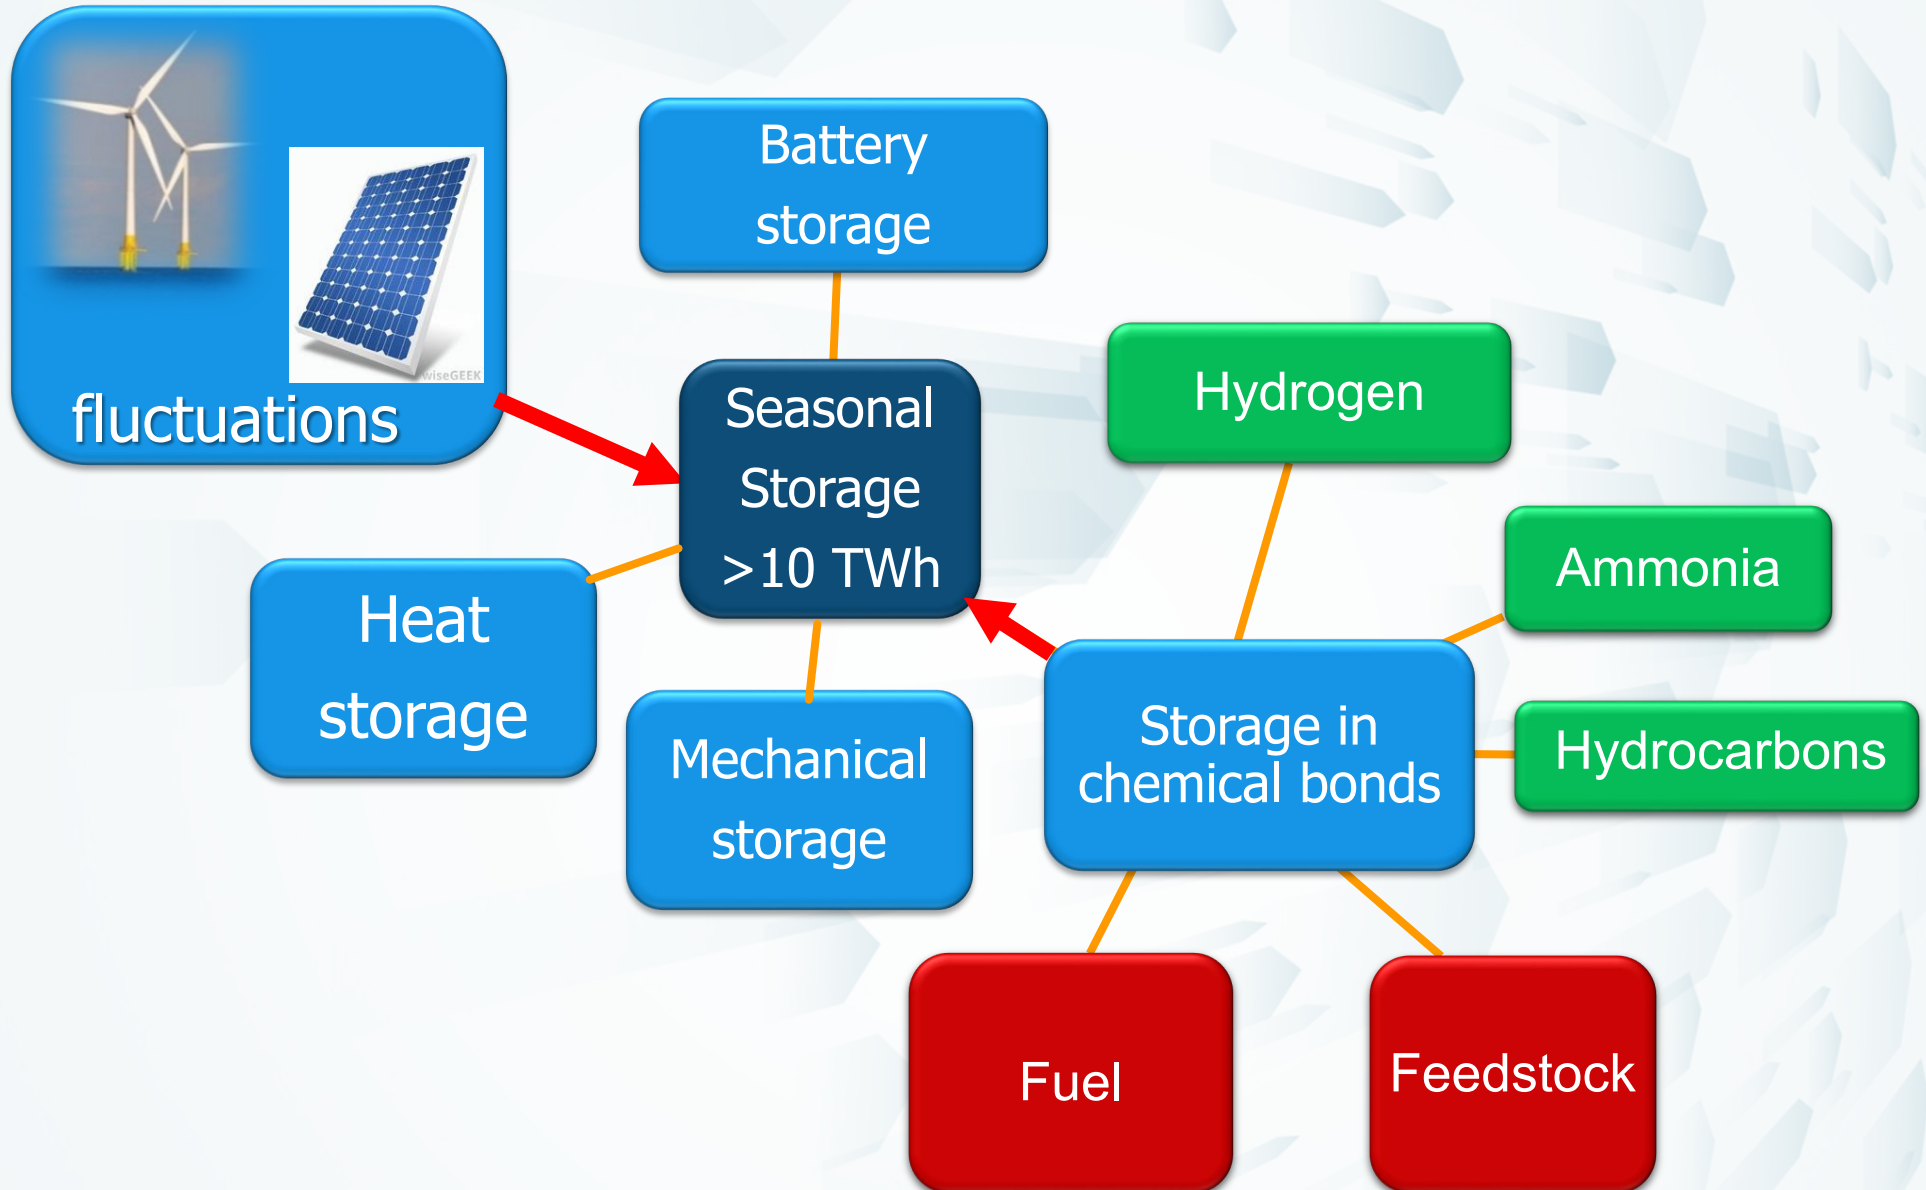 wiseGEEK
fluctuations
Battery
storage
Seasonal
Storage
>10 TWh
Heat
storage
Mechanical
storage
Hydrogen
Ammonia
Hydrocarbons
Storage in
chemical bonds
Fuel
Feedstock